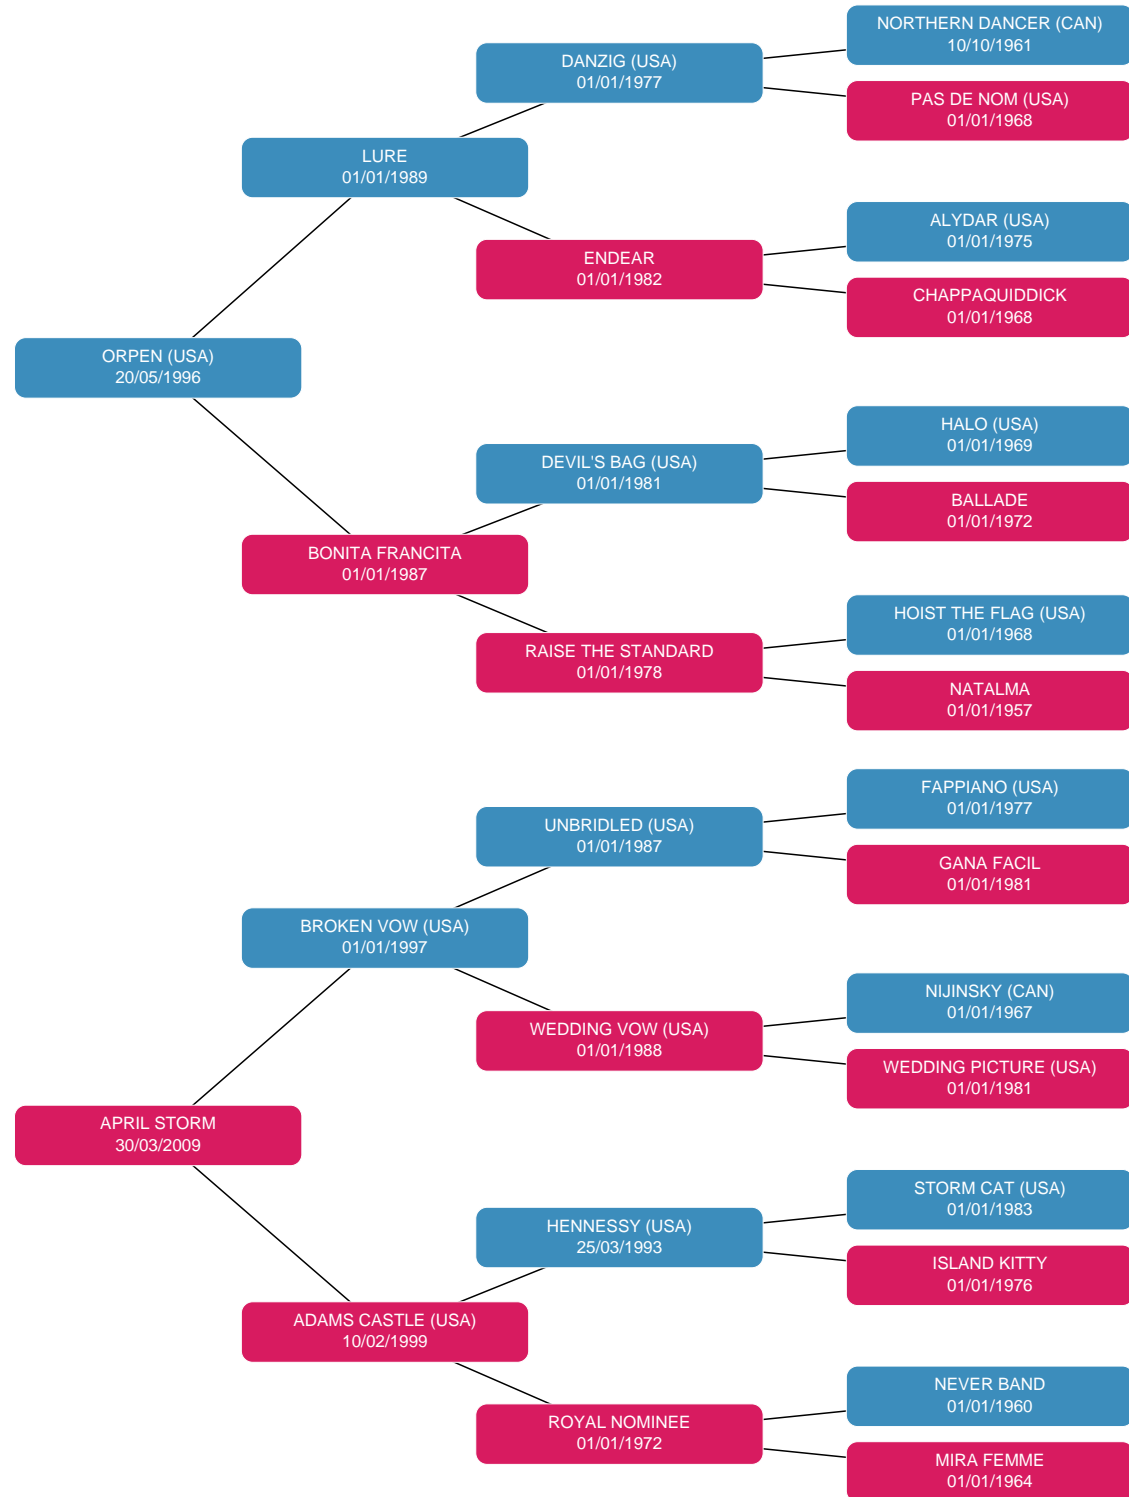 NORTHERN DANCER (CAN)
10/10/1961
DANZIG (USA)
01/01/1977
PAS DE NOM (USA)
01/01/1968
LURE
01/01/1989
ALYDAR (USA)
01/01/1975
ENDEAR
01/01/1982
CHAPPAQUIDDICK
01/01/1968
ORPEN (USA)
20/05/1996
HALO (USA)
01/01/1969
DEVIL'S BAG (USA)
01/01/1981
BALLADE
01/01/1972
BONITA FRANCITA
01/01/1987
HOIST THE FLAG (USA)
01/01/1968
RAISE THE STANDARD
01/01/1978
NATALMA
01/01/1957
FAPPIANO (USA)
01/01/1977
UNBRIDLED (USA)
01/01/1987
GANA FACIL
01/01/1981
BROKEN VOW (USA)
01/01/1997
NIJINSKY (CAN)
01/01/1967
WEDDING VOW (USA)
01/01/1988
WEDDING PICTURE (USA)
01/01/1981
APRIL STORM
30/03/2009
STORM CAT (USA)
01/01/1983
HENNESSY (USA)
25/03/1993
ISLAND KITTY
01/01/1976
ADAMS CASTLE (USA)
10/02/1999
NEVER BAND
01/01/1960
ROYAL NOMINEE
01/01/1972
MIRA FEMME
01/01/1964